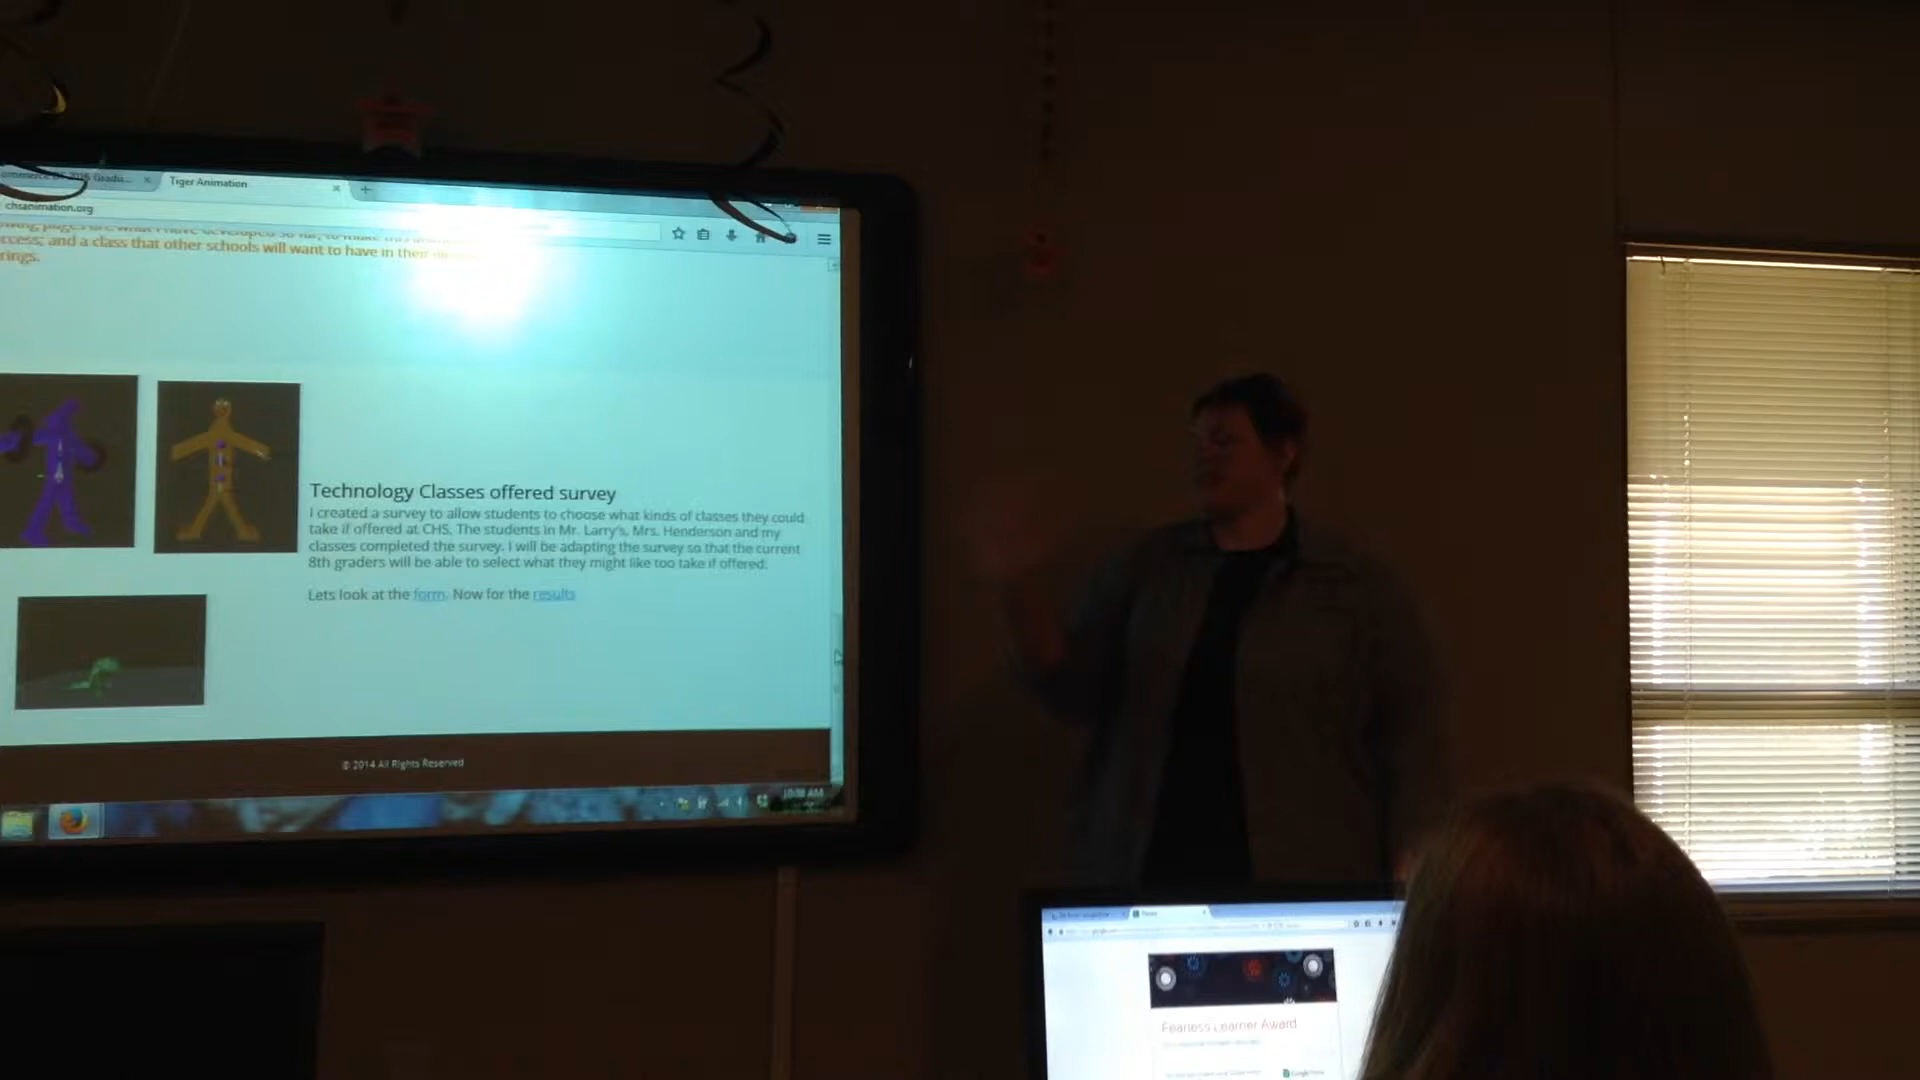 Gradu...
Tiger Animation
chsanimation.org
ccess; and a class that other schools will want to have in their
rings.
Technology Classes offered survey
I created a survey to allow students to choose what kinds of classes they could
take if offered at CHS. The students in Mr. Larry's, Mrs. Henderson and my
classes completed the survey. I will be adapting the survey so that the current
8th graders will be able to select what they might like too take if offered.
Lets look at the form. Now for the results
© 2014 All Rights Reserved
Fearless Learner Award